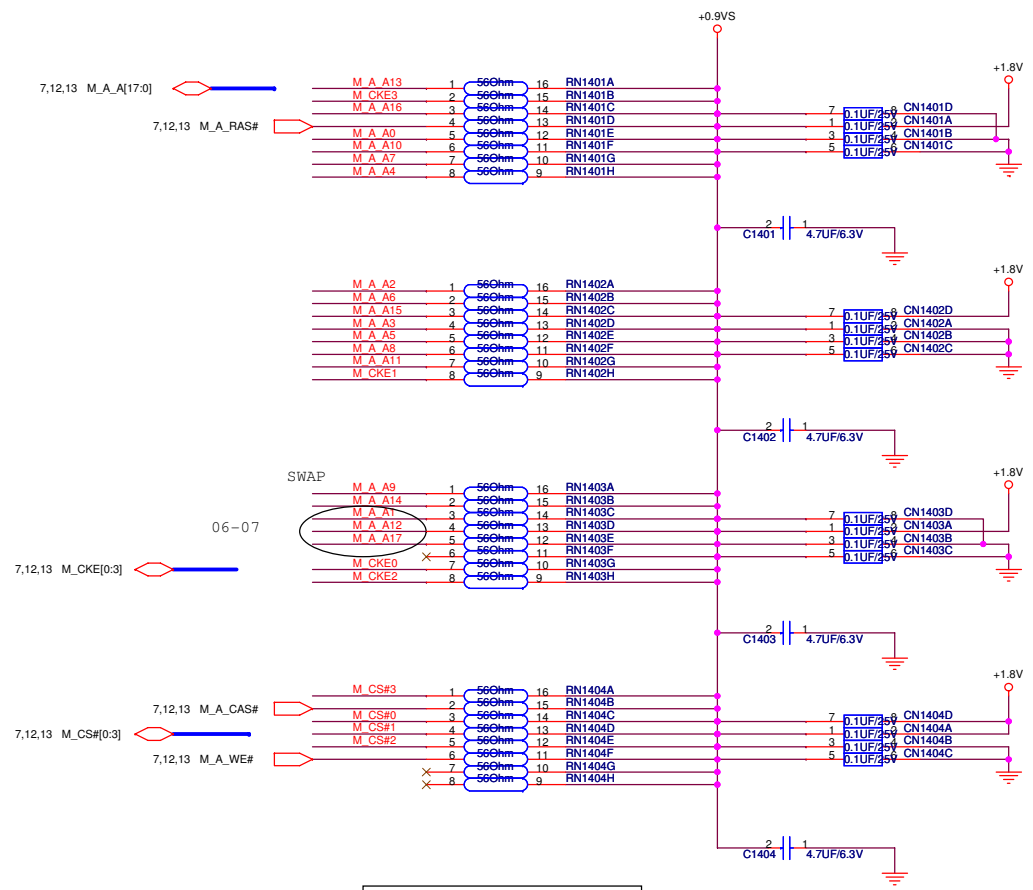 +0.9VS
+1.8V
7,12,13 M_A_A[17:0]
M_A_A13 1 56Ohm 16 RN1401A
M_CKE3 2 56Ohm 15 RN1401B
M_A_A16 3 56Ohm 14 RN1401C 7 0.1UF/25V 8 CN1401D
7,12,13 M_A_RAS# 4 56Ohm 13 RN1401D 1 0.1UF/25V 2 CN1401A
M_A_A0 5 56Ohm 12 RN1401E 3 0.1UF/25V 4 CN1401B
M_A_A10 6 56Ohm 11 RN1401F 5 0.1UF/25V 6 CN1401C
M_A_A7 7 56Ohm 10 RN1401G
M_A_A4 8 56Ohm 9 RN1401H
2 1
C1401 4.7UF/6.3V
+1.8V
M_A_A2 1 56Ohm 16 RN1402A
M_A_A6 2 56Ohm 15 RN1402B
M_A_A15 3 56Ohm 14 RN1402C 7 0.1UF/25V 8 CN1402D
M_A_A3 4 56Ohm 13 RN1402D 1 0.1UF/25V 2 CN1402A
M_A_A5 5 56Ohm 12 RN1402E 3 0.1UF/25V 4 CN1402B
M_A_A8 6 56Ohm 11 RN1402F 5 0.1UF/25V 6 CN1402C
M_A_A11 7 56Ohm 10 RN1402G
M_CKE1 8 56Ohm 9 RN1402H
2 1
C1402 4.7UF/6.3V
+1.8V
SWAP
06-07
M_A_A9 1 56Ohm 16 RN1403A
M_A_A14 2 56Ohm 15 RN1403B
M_A_A1 3 56Ohm 14 RN1403C 7 0.1UF/25V 8 CN1403D
M_A_A12 4 56Ohm 13 RN1403D 1 0.1UF/25V 2 CN1403A
M_A_A17 5 56Ohm 12 RN1403E 3 0.1UF/25V 4 CN1403B
6 56Ohm 11 RN1403F 5 0.1UF/25V 6 CN1403C
7,12,13 M_CKE[0:3]
M_CKE0 7 56Ohm 10 RN1403G
M_CKE2 8 56Ohm 9 RN1403H
2 1
C1403 4.7UF/6.3V
+1.8V
M_CS#3 1 56Ohm 16 RN1404A
7,12,13 M_A_CAS# 2 56Ohm 15 RN1404B
M_CS#0 3 56Ohm 14 RN1404C 7 0.1UF/25V 8 CN1404D
7,12,13 M_CS#[0:3]
M_CS#1 4 56Ohm 13 RN1404D 1 0.1UF/25V 2 CN1404A
M_CS#2 5 56Ohm 12 RN1404E 3 0.1UF/25V 4 CN1404B
7,12,13 M_A_WE# 6 56Ohm 11 RN1404F 5 0.1UF/25V 6 CN1404C
7 56Ohm 10 RN1404G
8 56Ohm 9 RN1404H
2 1
C1404 4.7UF/6.3V